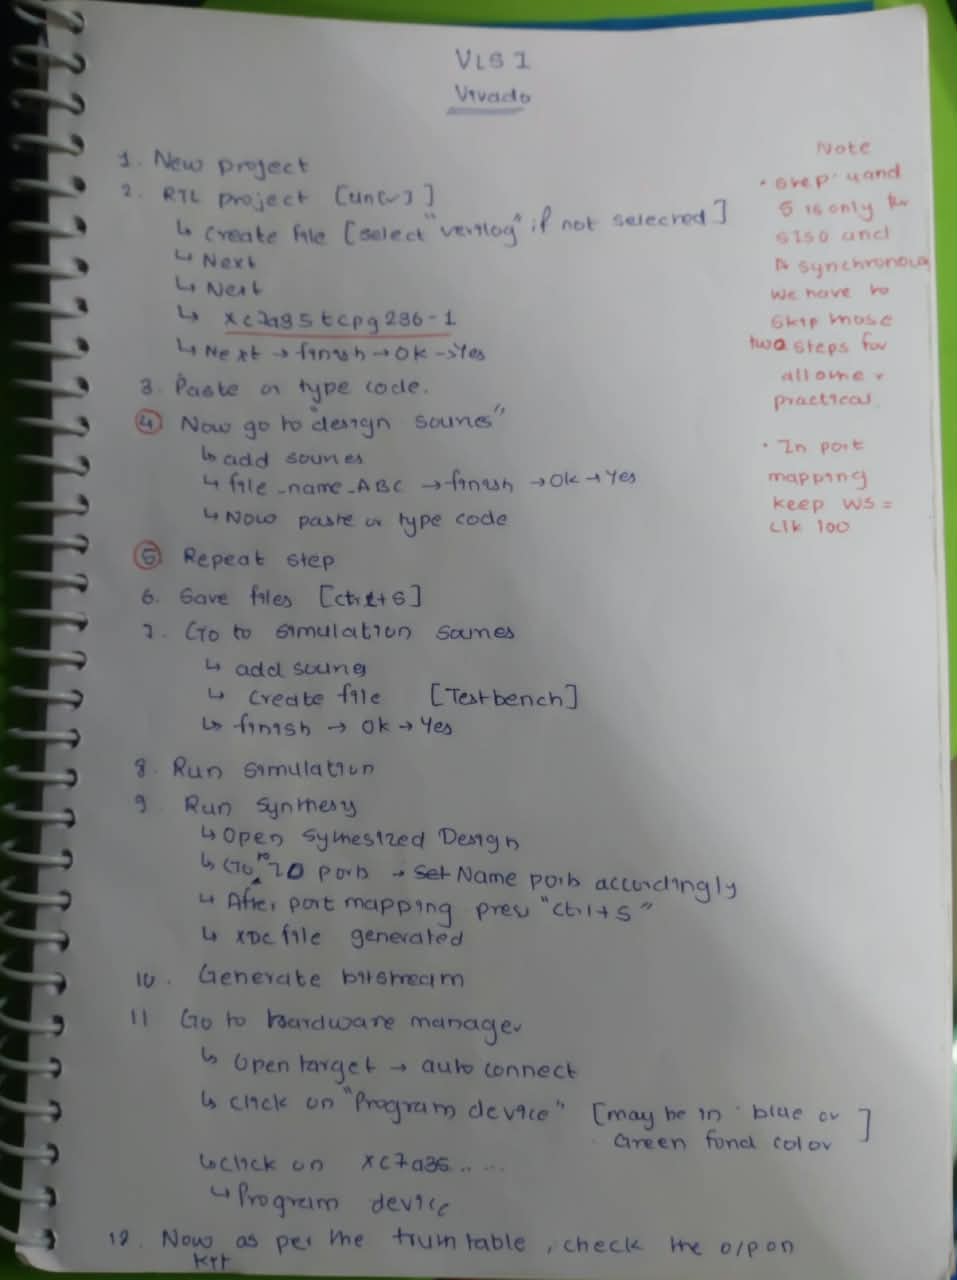 VLSI
Vivado
1. New project
2. RTL project
↳ Create file [select "verilog" if not selected]
↳ Next
↳ Next
↳ xc7a35tcpg236-1
↳ Next → finish → OK → Yes
3. Paste or type code.
4 Now go to "design sources"
↳ add sources
↳ file_name_ABC → finish → OK → Yes
↳ Now paste or type code
5 Repeat step
6. Save files [ctrl+S]
7. Go to simulation sources
↳ add source
↳ Create file [Testbench]
↳ finish → OK → Yes
8. Run simulation
9 Run Synthesy
↳ Open Symesized Design
↳ Go to IO ports → Set Name ports accordingly
↳ After port mapping press "Ctrl+S"
↳ XDC file generated
10. Generate bitstream
11 Go to hardware manager
↳ Open target → auto connect
↳ click on "Program device" [may be in blue or
Green fond color]
↳ click on xc7a35.. ...
↳ Program device
12. Now as per the truth table, check the o/p on
kit
Note
• Step 4 and
5 is only for
SISO and
synchronous
We have to
Skip those
two steps for
all other
practical
• In port
mapping
keep W5 =
clk 100